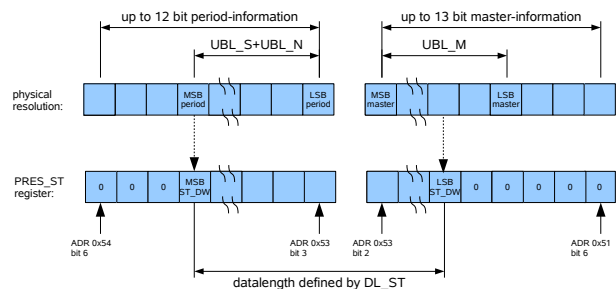 up to 12 bit period-information
up to 13 bit master-information
UBL_S+UBL_N
UBL_M
physical
resolution:
MSB
period
LSB
period
MSB
master
LSB
master
PRES_ST
register:
0
0
0
MSB
ST_DW
LSB
ST_DW
0
0
0
0
ADR 0x54
bit 6
ADR 0x53
bit 3
ADR 0x53
bit 2
ADR 0x51
bit 6
datalength defined by DL_ST